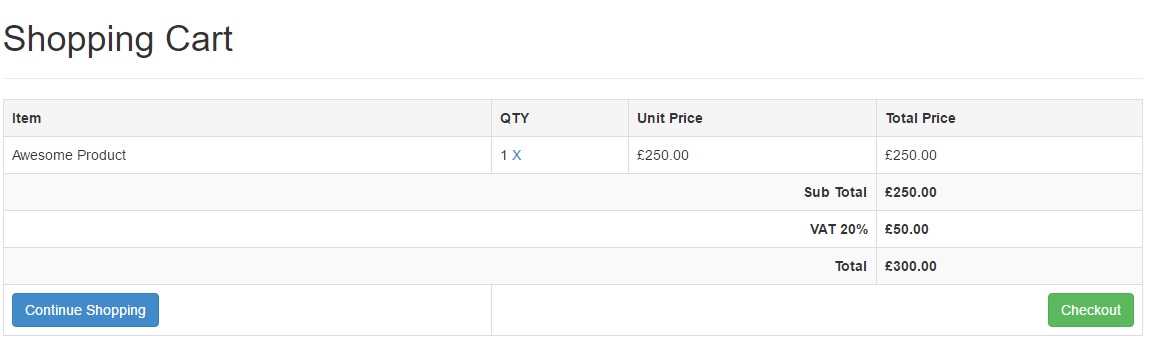 Shopping Cart
Item QTY Unit Price Total Price
Awesome Product 1 X £250.00 £250.00
Sub Total £250.00
VAT 20% £50.00
Total £300.00
Continue Shopping Checkout